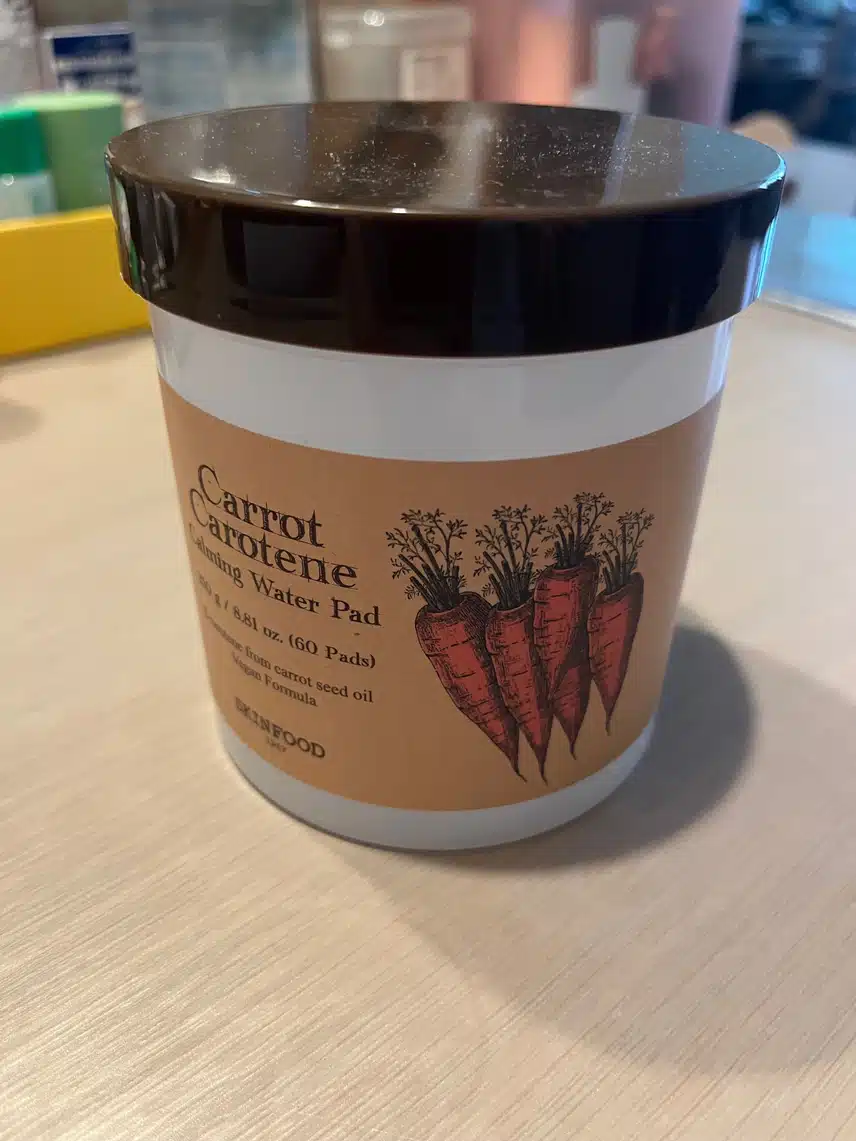 Carrot
Carotene
Calming Water Pad
g / 8.81 oz. (60 Pads)
from carrot seed oil
Vegan Formula
SKINFOOD